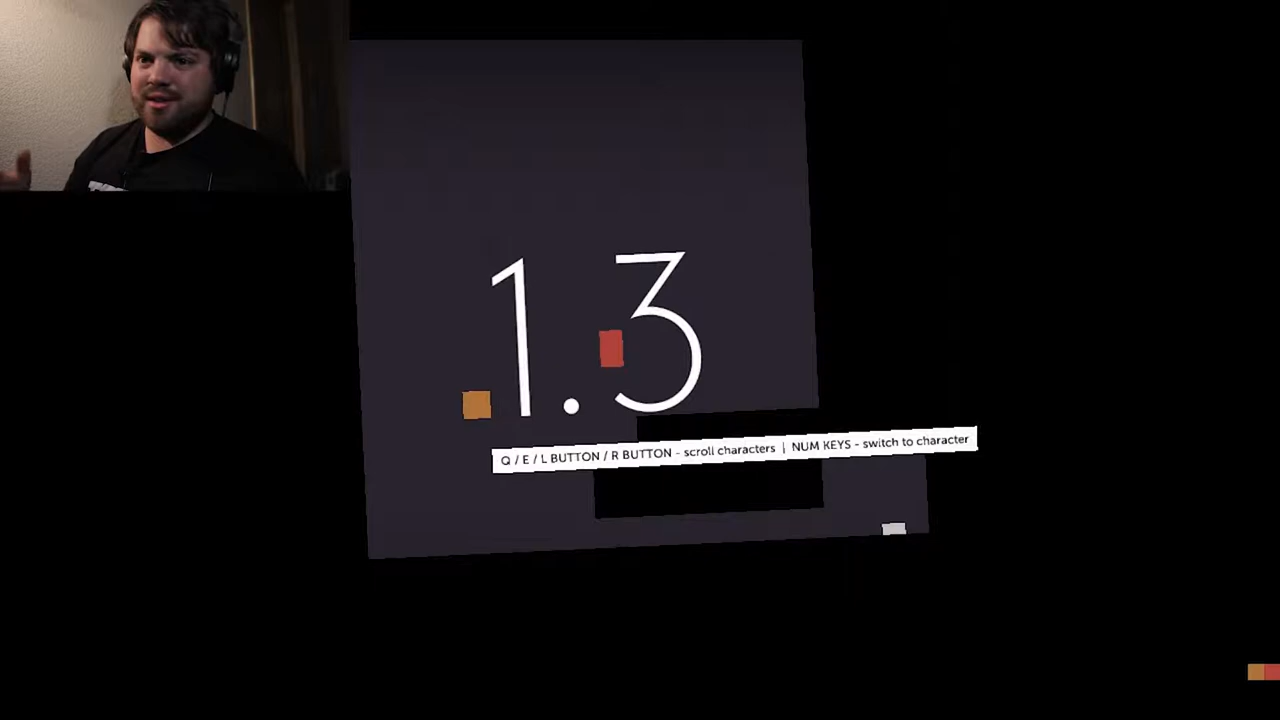 1.3
Q / E / L BUTTON / R BUTTON - scroll characters | NUM KEYS - switch to character